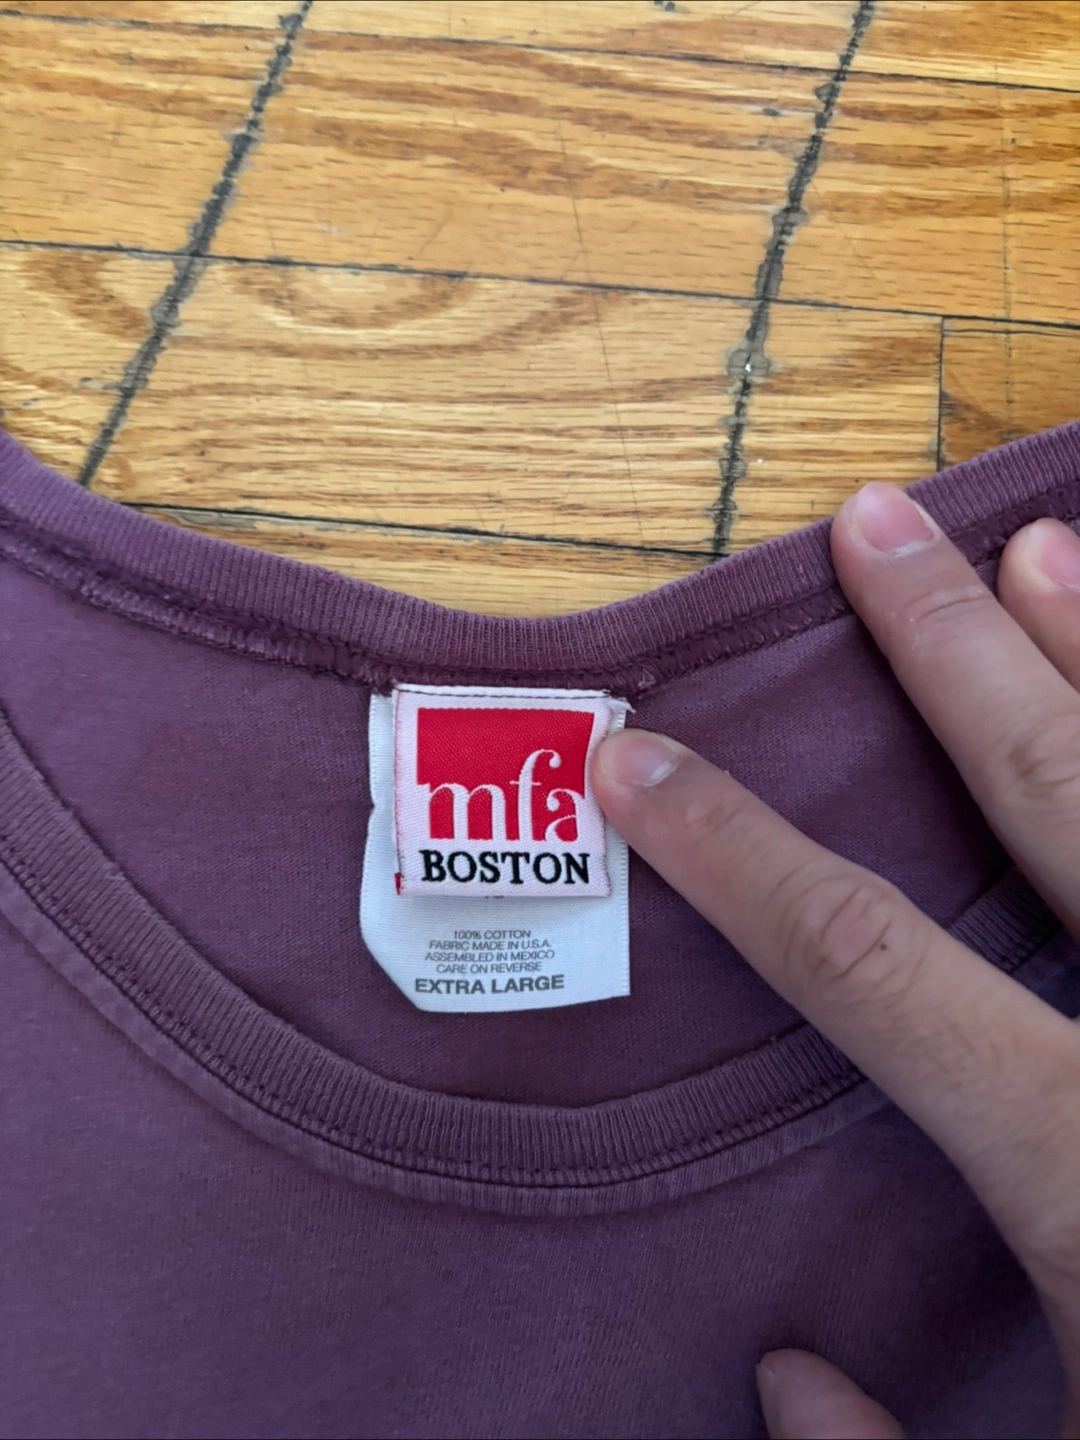 mfa
BOSTON
100% COTTON
FABRIC MADE IN U.S.A.
ASSEMBLED IN MEXICO
CARE ON REVERSE
EXTRA LARGE